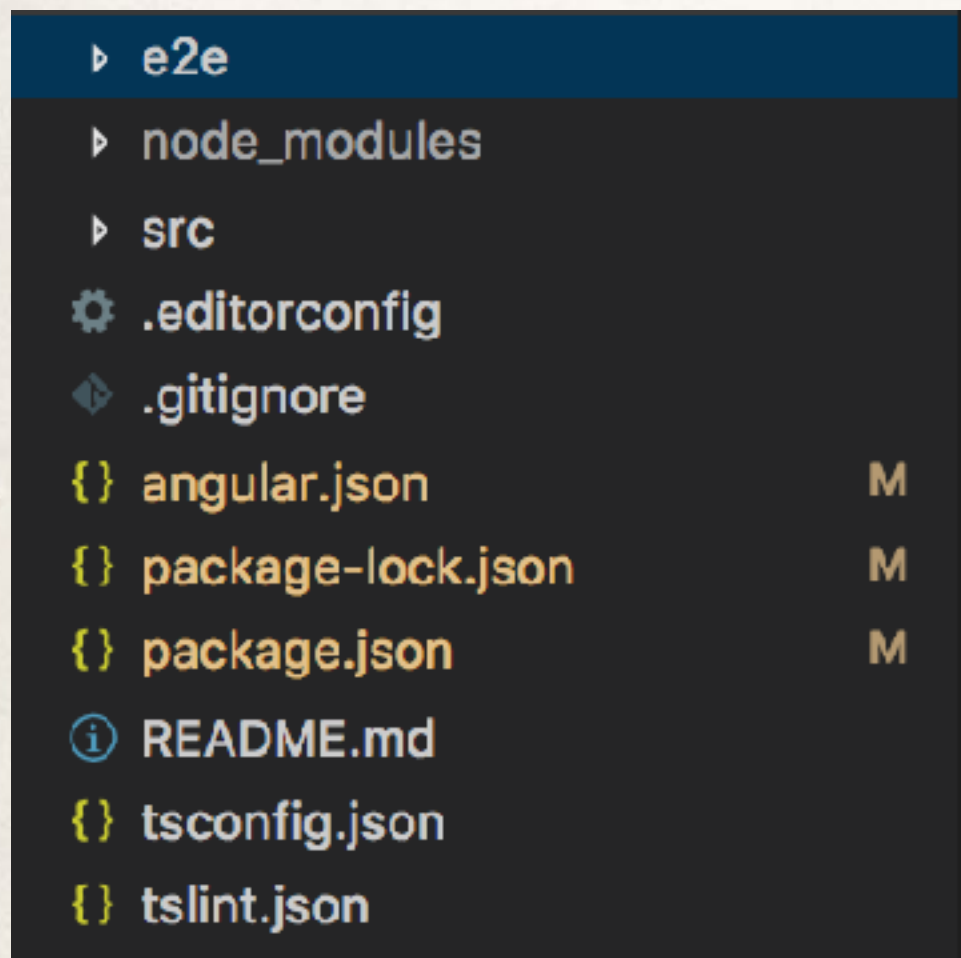 e2e
node_modules
src
.editorconfig
.gitignore
angular.json M
package-lock.json M
package.json M
README.md
tsconfig.json
tslint.json